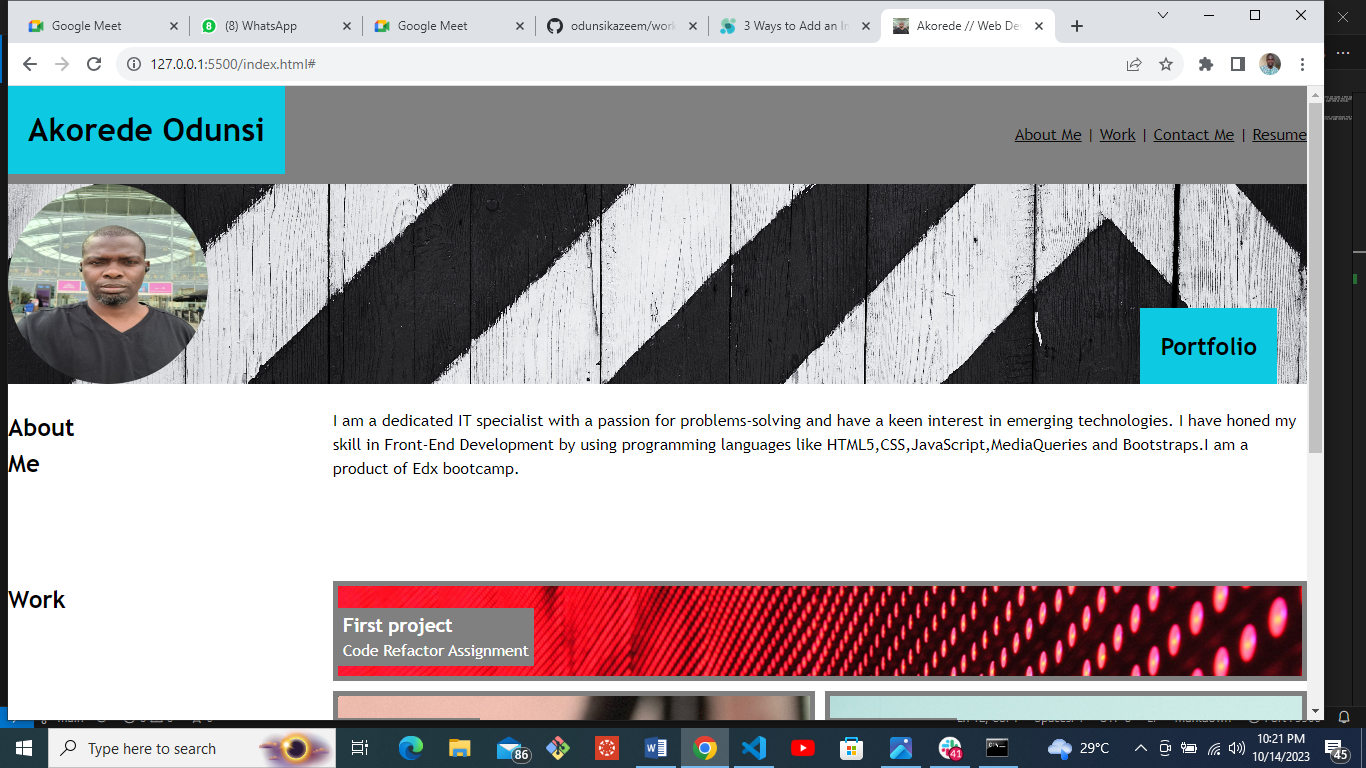 Google Meet
(8) WhatsApp
Google Meet
odunsikazeem/work
3 Ways to Add an In
Akorede // Web De
127.0.0.1:5500/index.html#
Akorede Odunsi
About Me | Work | Contact Me | Resume
Portfolio
About
Me
I am a dedicated IT specialist with a passion for problems-solving and have a keen interest in emerging technologies. I have honed my
skill in Front-End Development by using programming languages like HTML5,CSS,JavaScript,MediaQueries and Bootstraps.I am a
product of Edx bootcamp.
Work
First project
Code Refactor Assignment
Type here to search
86
41
29°C
10:21 PM
10/14/2023
45